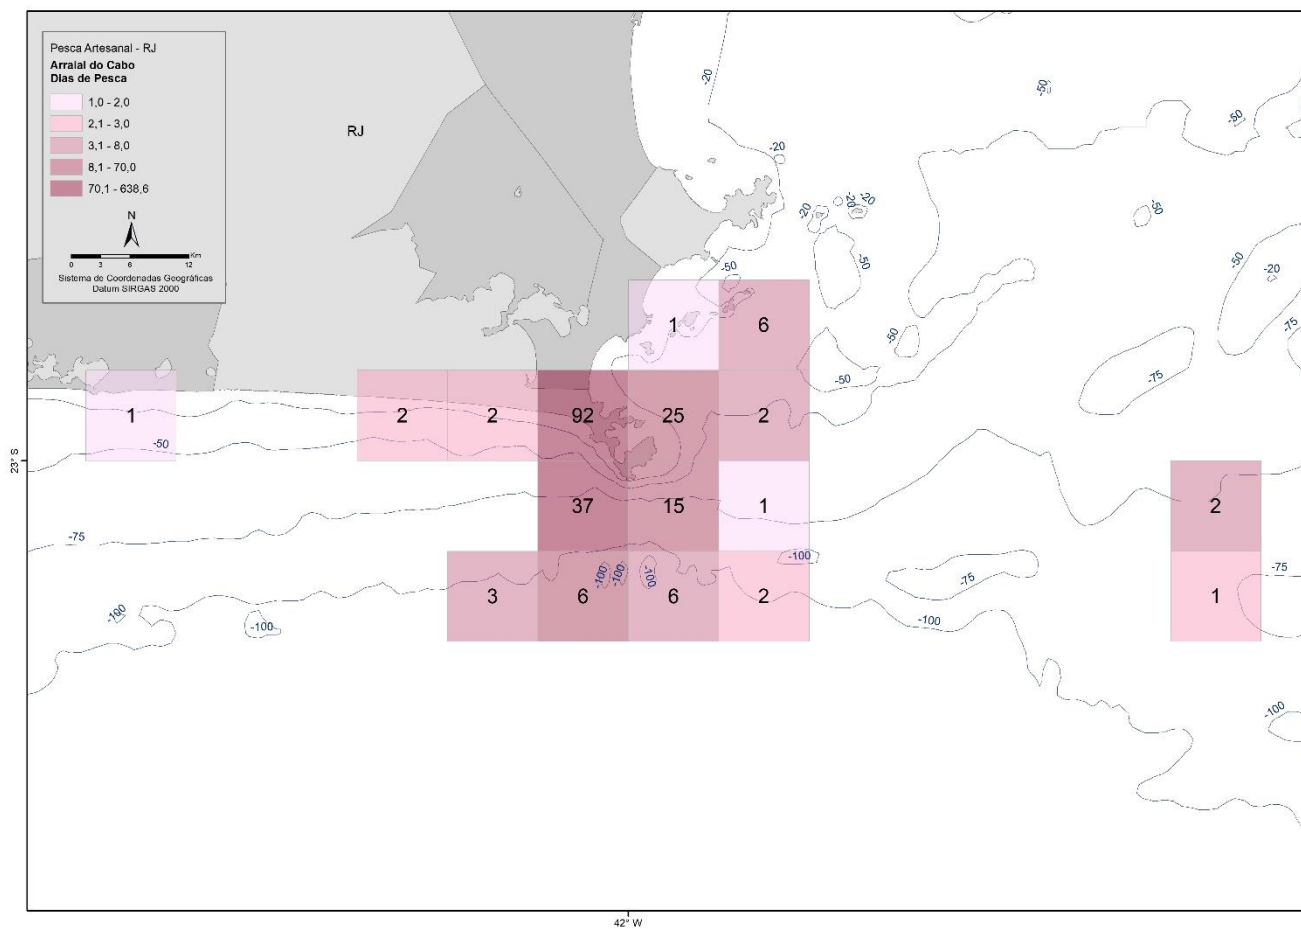 Pesca Artesanal - RJ
Arraial do Cabo
Dias de Pesca
1,0 - 2,0
2,1 - 3,0
3,1 - 8,0
8,1 - 70,0
70,1 - 638,6
N
Km
0 3 6 12
Sistema de Coordenadas Geográficas
Datum SIRGAS 2000
RJ
-20
-50
-50
-20
-20
-20
-20
-50
-50
-50
-50
-20
-75
1
6
-50
-50
-75
1
2
2
92
25
2
-50
23° S
37
15
1
2
-75
-100
-100
-100
-100
-75
-75
3
6
6
2
1
-100
-100
-100
-100
42° W